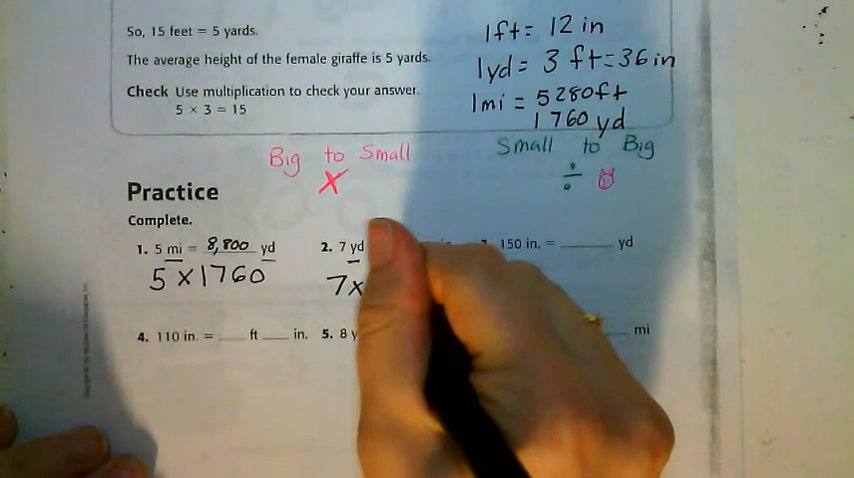 So, 15 feet = 5 yards.
The average height of the female giraffe is 5 yards.
Check Use multiplication to check your answer.
5 × 3 = 15
1ft = 12 in
1yd = 3 ft = 36 in
1mi = 5280ft
1760 yd
Big to Small
X
Small to Big
÷
Practice
Complete.
1. 5 mi = 8,800 yd
5 X 1760
2. 7 yd
7x
150 in. = ____ yd
4. 110 in. = ____ ft ____ in.
5. 8 y
mi